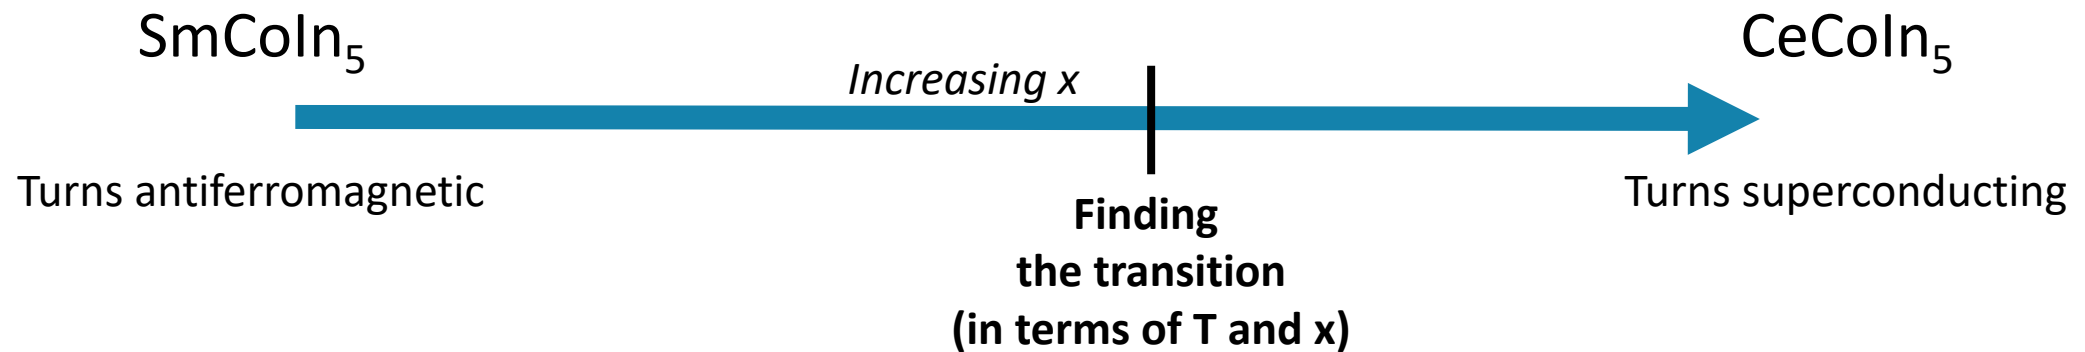 SmCoIn₅
CeCoIn₅
Increasing x
Turns antiferromagnetic
Turns superconducting
Finding
the transition
(in terms of T and x)